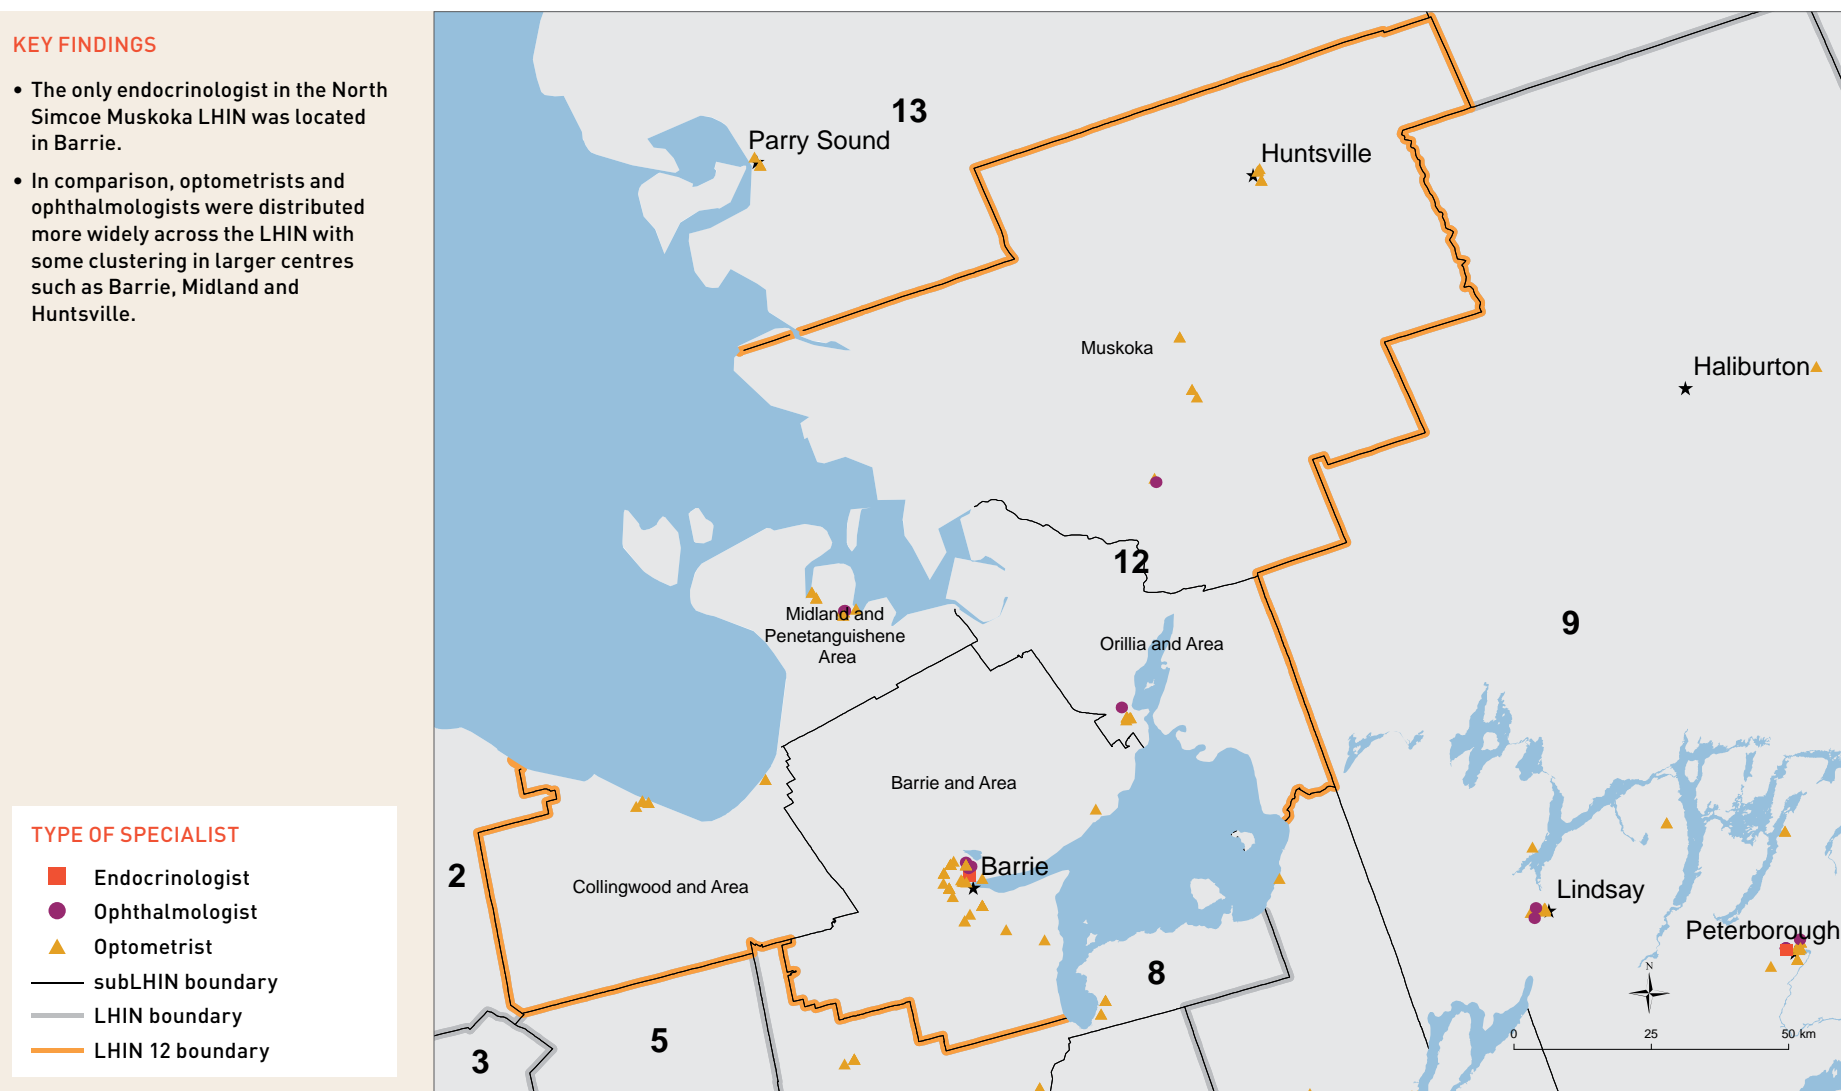 KEY FINDINGS
• The only endocrinologist in the North
Simcoe Muskoka LHIN was located
in Barrie.
• In comparison, optometrists and
ophthalmologists were distributed
more widely across the LHIN with
some clustering in larger centres
such as Barrie, Midland and
Huntsville.
TYPE OF SPECIALIST
Endocrinologist
Ophthalmologist
Optometrist
subLHIN boundary
LHIN boundary
LHIN 12 boundary
13
Parry Sound
Huntsville
Muskoka
Haliburton
12
Midland and
Penetanguishene
Area
Orillia and Area
9
Barrie and Area
Barrie
2
Collingwood and Area
Lindsay
Peterborough
8
N
5
3
0 25 50 km